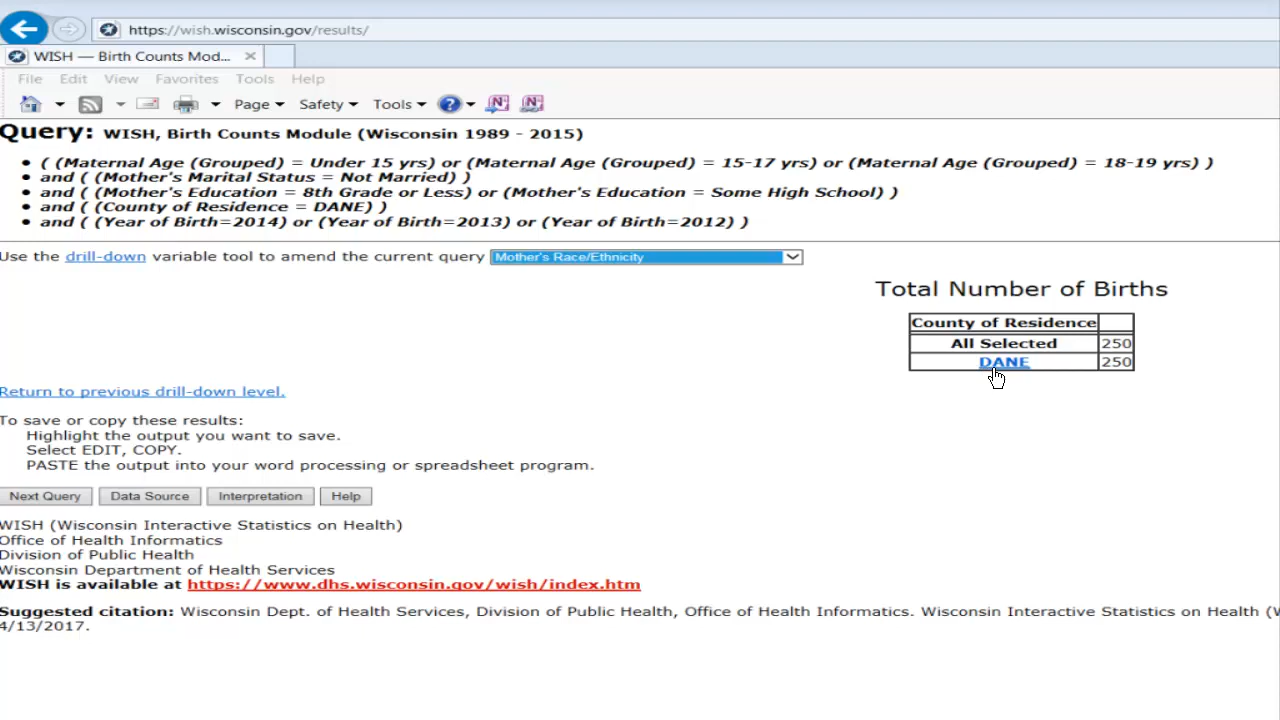 https://wish.wisconsin.gov/results/
WISH — Birth Counts Mod...
File Edit View Favorites Tools Help
Page Safety Tools
Query: WISH, Birth Counts Module (Wisconsin 1989 - 2015)
• ( (Maternal Age (Grouped) = Under 15 yrs) or (Maternal Age (Grouped) = 15-17 yrs) or (Maternal Age (Grouped) = 18-19 yrs) )
• and ( (Mother's Marital Status = Not Married) )
• and ( (Mother's Education = 8th Grade or Less) or (Mother's Education = Some High School) )
• and ( (County of Residence = DANE) )
• and ( (Year of Birth=2014) or (Year of Birth=2013) or (Year of Birth=2012) )
Use the drill-down variable tool to amend the current query Mother's Race/Ethnicity
Total Number of Births
County of Residence
All Selected 250
DANE 250
Return to previous drill-down level.
To save or copy these results:
Highlight the output you want to save.
Select EDIT, COPY.
PASTE the output into your word processing or spreadsheet program.
Next Query Data Source Interpretation Help
WISH (Wisconsin Interactive Statistics on Health)
Office of Health Informatics
Division of Public Health
Wisconsin Department of Health Services
WISH is available at https://www.dhs.wisconsin.gov/wish/index.htm
Suggested citation: Wisconsin Dept. of Health Services, Division of Public Health, Office of Health Informatics. Wisconsin Interactive Statistics on Health (
4/13/2017.